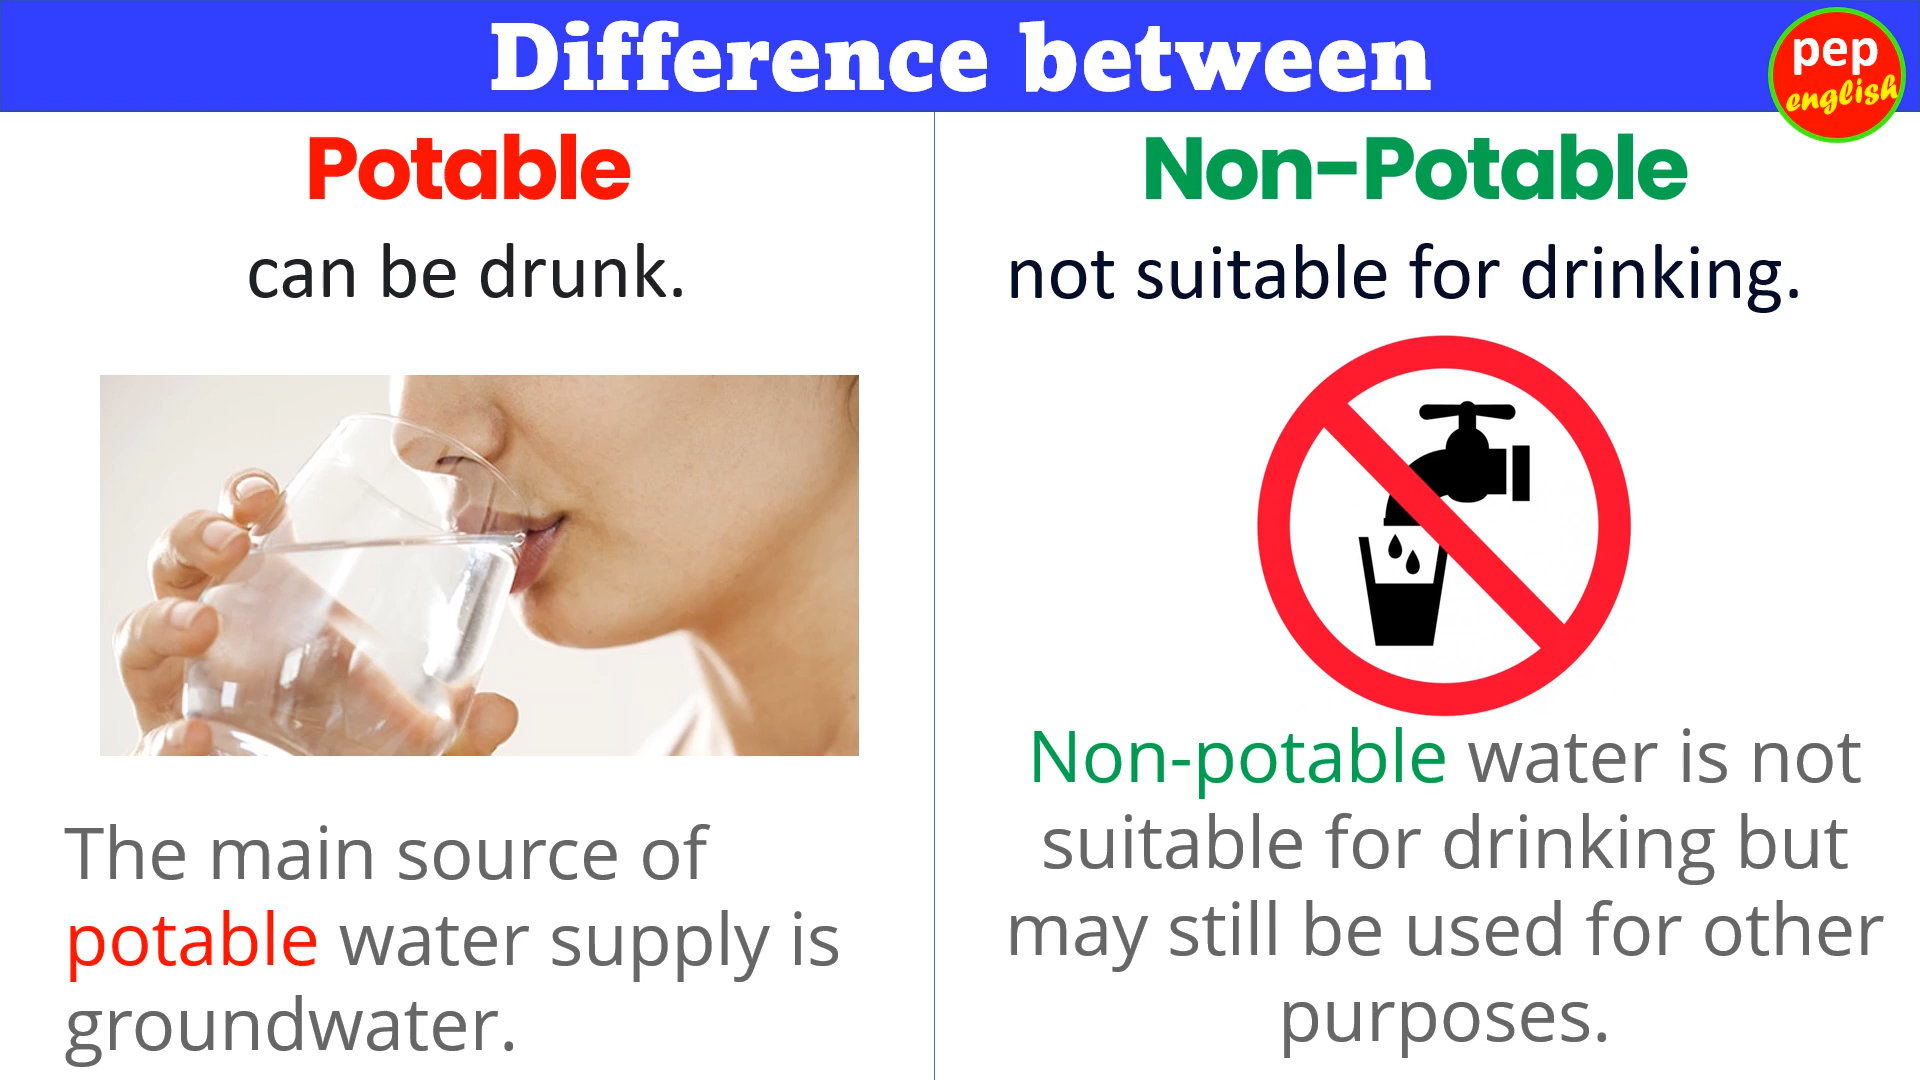 Difference between
pep
english
Potable
can be drunk.
The main source of
potable water supply is
groundwater.
Non-Potable
not suitable for drinking.
Non-potable water is not
suitable for drinking but
may still be used for other
purposes.